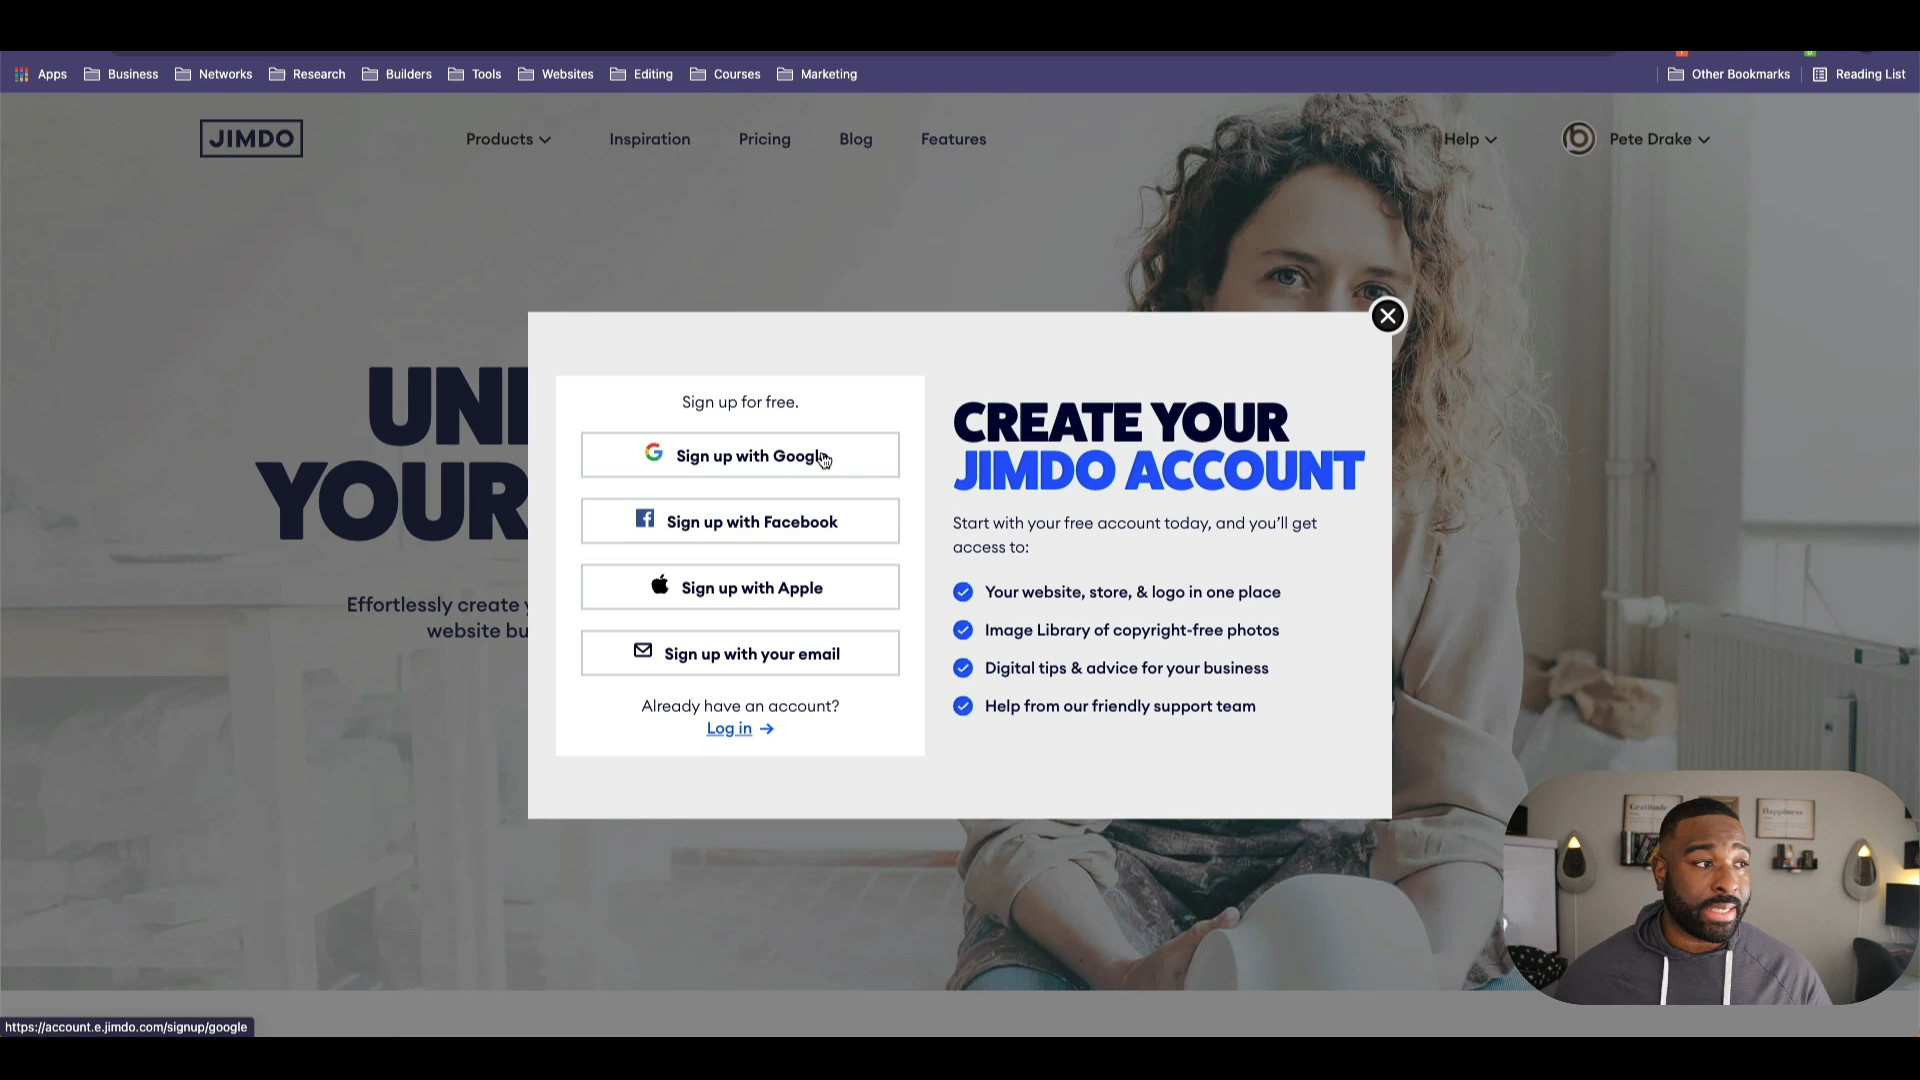 Apps Business Networks Research Builders Tools Websites Editing Courses Marketing Other Bookmarks Reading List
JIMDO Products Inspiration Pricing Blog Features Help Pete Drake
UN
YOUR
Effortlessly create
website bu
Sign up for free.
Sign up with Google
Sign up with Facebook
Sign up with Apple
Sign up with your email
Already have an account?
Log in →
CREATE YOUR
JIMDO ACCOUNT
Start with your free account today, and you'll get
access to:
Your website, store, & logo in one place
Image Library of copyright-free photos
Digital tips & advice for your business
Help from our friendly support team
Gratitude
Happiness
https://account.e.jimdo.com/signup/google